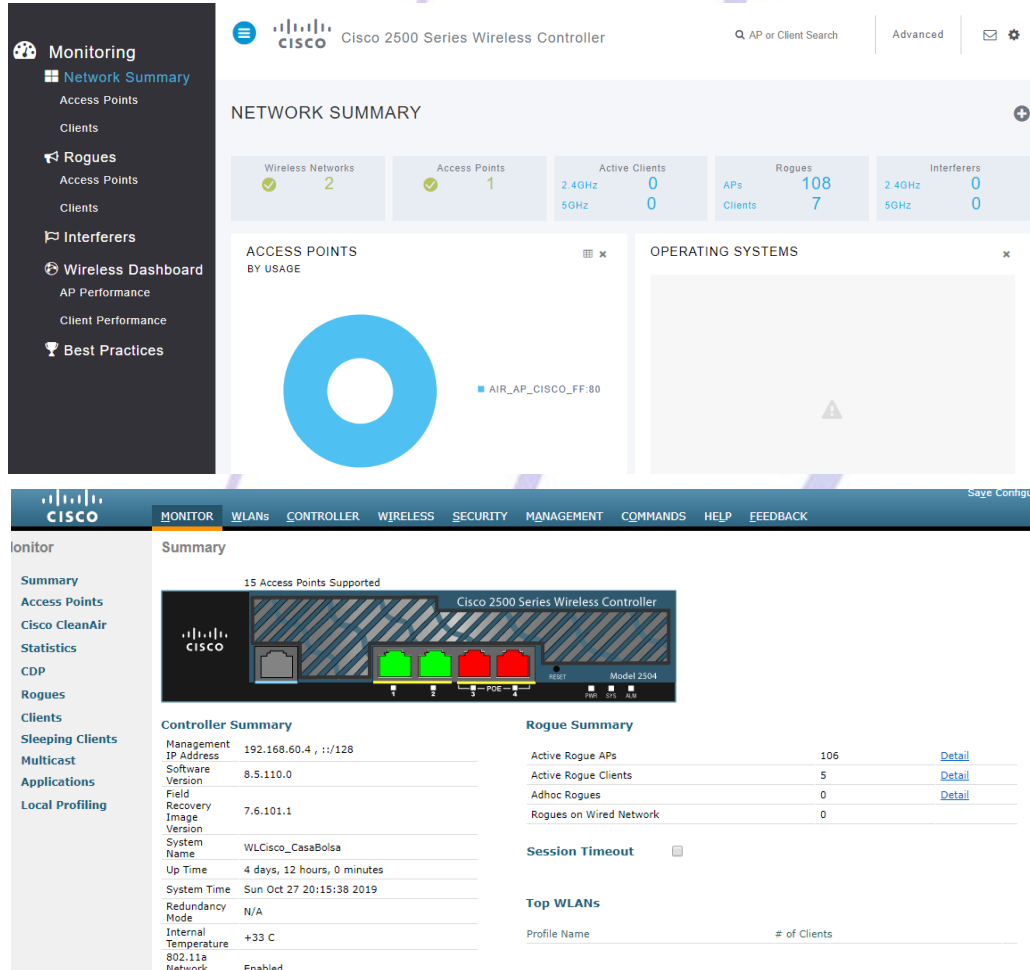 Monitoring
Network Summary
Access Points
Clients
Rogues
Access Points
Clients
Interferers
Wireless Dashboard
AP Performance
Client Performance
Best Practices
CISCO Cisco 2500 Series Wireless Controller
AP or Client Search
Advanced
NETWORK SUMMARY
Wireless Networks
2
Access Points
1
Active Clients
2.4GHz 0
5GHz 0
Rogues
APs 108
Clients 7
Interferers
2.4GHz 0
5GHz 0
ACCESS POINTS
BY USAGE
AIR_AP_CISCO_FF:80
OPERATING SYSTEMS
Save Configu
CISCO
MONITOR WLANs CONTROLLER WIRELESS SECURITY MANAGEMENT COMMANDS HELP FEEDBACK
onitor
Summary
Access Points
Cisco CleanAir
Statistics
CDP
Rogues
Clients
Sleeping Clients
Multicast
Applications
Local Profiling
Summary
15 Access Points Supported
Cisco 2500 Series Wireless Controller
CISCO
RESET
Model 2504
1 2 3 POE 4
PWR SYS ALM
Controller Summary
Management
IP Address 192.168.60.4 , ::/128
Software
Version 8.5.110.0
Field
Recovery
Image
Version 7.6.101.1
System
Name WLCisco_CasaBolsa
Up Time 4 days, 12 hours, 0 minutes
System Time Sun Oct 27 20:15:38 2019
Redundancy
Mode N/A
Internal
Temperature +33 C
802.11a
Network Enabled
Rogue Summary
Active Rogue APs 106 Detail
Active Rogue Clients 5 Detail
Adhoc Rogues 0 Detail
Rogues on Wired Network 0
Session Timeout
Top WLANs
Profile Name # of Clients